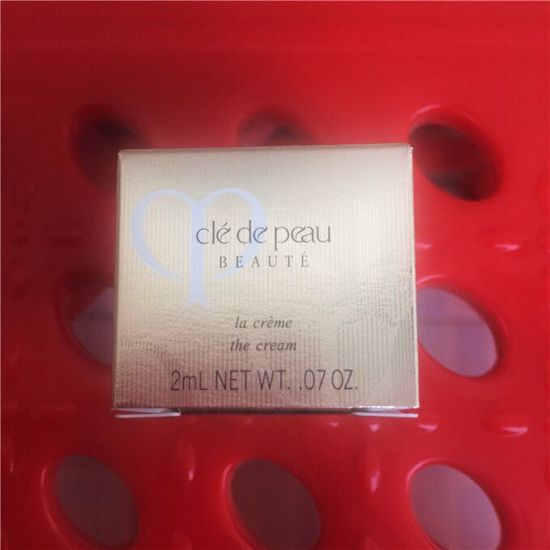 clé de peau
BEAUTÉ
la crème
the cream
2mL NET WT. .07 OZ.